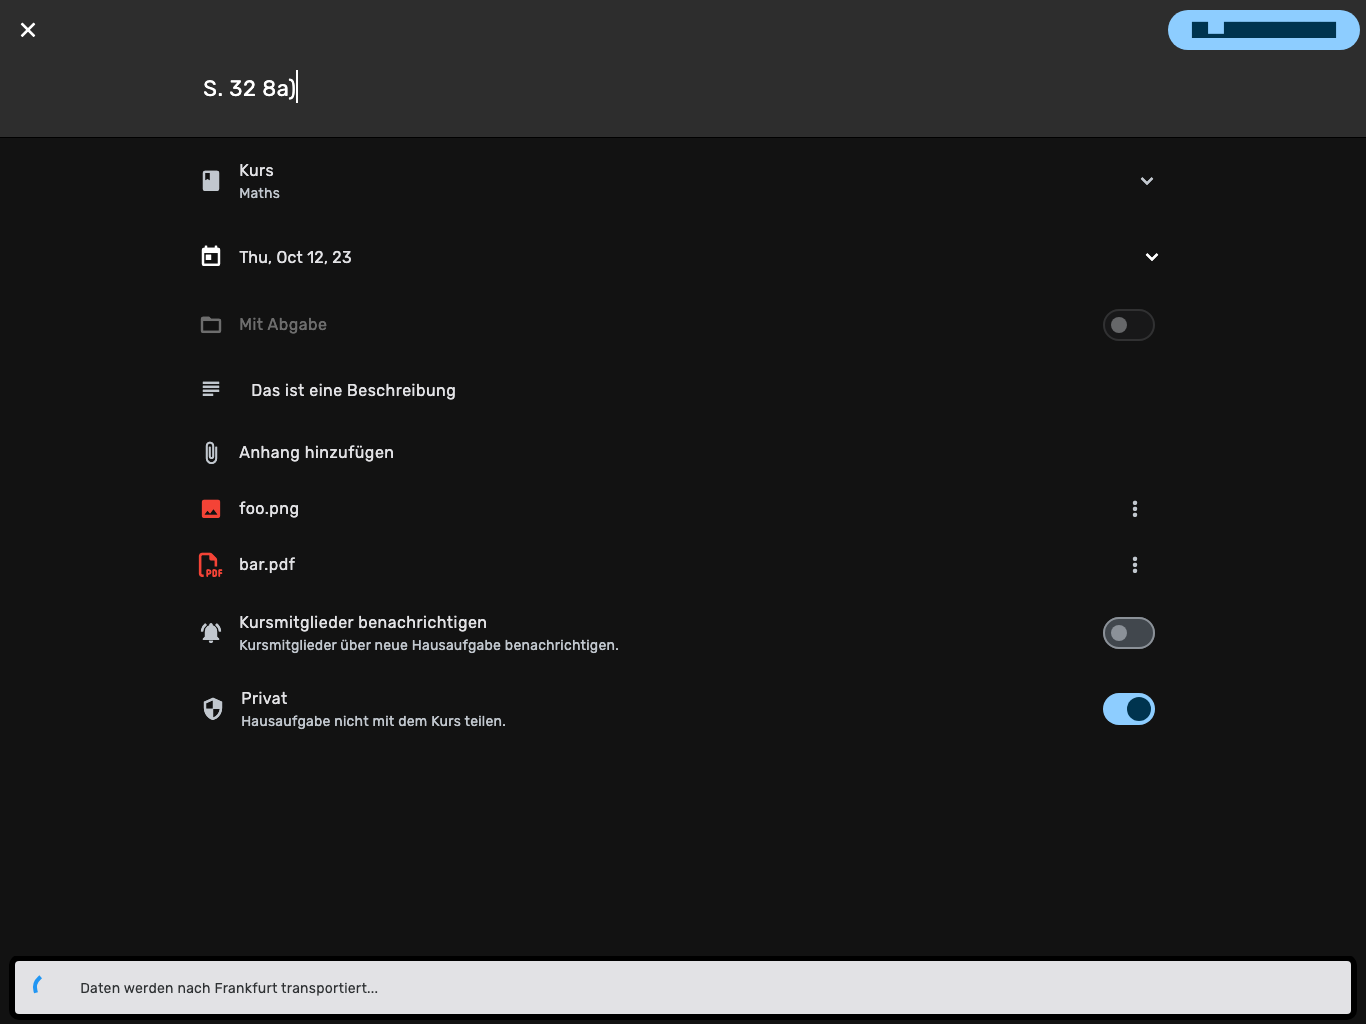 S. 32 8a)
Kurs
Maths
Thu, Oct 12, 23
Mit Abgabe
Das ist eine Beschreibung
Anhang hinzufügen
foo.png
PDF
bar.pdf
Kursmitglieder benachrichtigen
Kursmitglieder über neue Hausaufgabe benachrichtigen.
Privat
Hausaufgabe nicht mit dem Kurs teilen.
Daten werden nach Frankfurt transportiert...